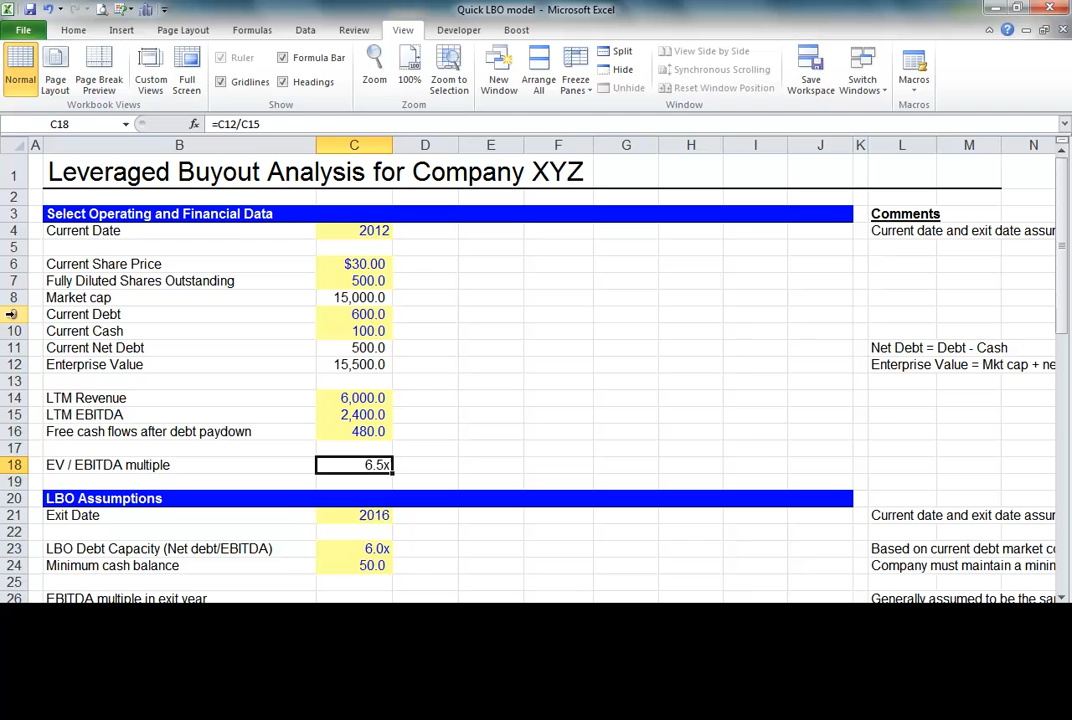 Quick LBO model - Microsoft Excel
File Home Insert Page Layout Formulas Data Review View Developer Boost
Normal Page Layout Page Break Preview Custom Views Full Screen
Ruler Formula Bar
Gridlines Headings
Zoom 100% Zoom to Selection
New Window Arrange All Freeze Panes
Split
Hide
Unhide
View Side by Side
Synchronous Scrolling
Reset Window Position
Save Workspace Switch Windows Macros
Workbook Views Show Zoom Window Macros
C18 fx =C12/C15
A B C D E F G H I J K L M N
1 Leveraged Buyout Analysis for Company XYZ
2
3 Select Operating and Financial Data Comments
4 Current Date 2012 Current date and exit date assun
5
6 Current Share Price $30.00
7 Fully Diluted Shares Outstanding 500.0
8 Market cap 15,000.0
9 Current Debt 600.0
10 Current Cash 100.0
11 Current Net Debt 500.0 Net Debt = Debt - Cash
12 Enterprise Value 15,500.0 Enterprise Value = Mkt cap + ne
13
14 LTM Revenue 6,000.0
15 LTM EBITDA 2,400.0
16 Free cash flows after debt paydown 480.0
17
18 EV / EBITDA multiple 6.5x
19
20 LBO Assumptions
21 Exit Date 2016 Current date and exit date assun
22
23 LBO Debt Capacity (Net debt/EBITDA) 6.0x Based on current debt market co
24 Minimum cash balance 50.0 Company must maintain a minin
25
26 EBITDA multiple in exit year Generally assumed to be the sa